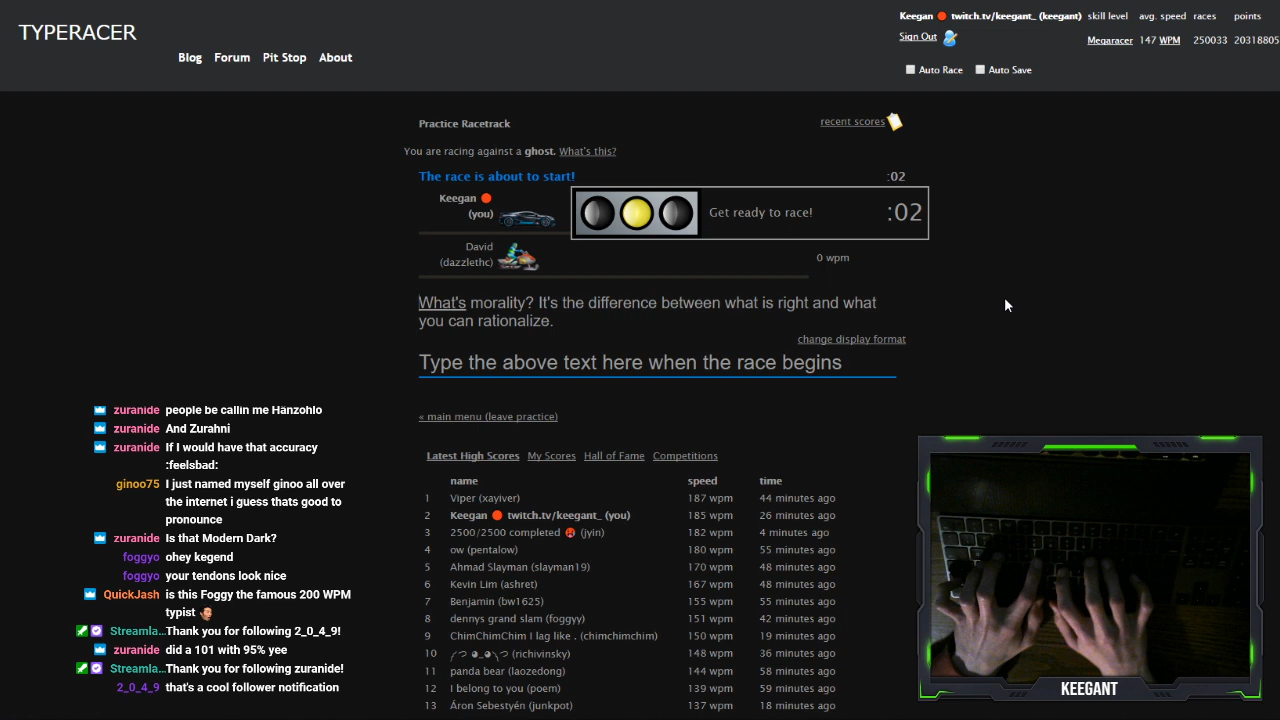 TYPERACER
Blog Forum Pit Stop About
Keegan twitch.tv/keegant_ (keegant) skill level avg. speed races points
Sign Out Megaracer 147 WPM 250033 20318805
Auto Race Auto Save
Practice Racetrack recent scores
You are racing against a ghost. What's this?
The race is about to start! :02
Keegan
(you)
Get ready to race! :02
David
(dazzlethc)
0 wpm
What's morality? It's the difference between what is right and what
you can rationalize.
change display format
Type the above text here when the race begins
« main menu (leave practice)
Latest High Scores My Scores Hall of Fame Competitions
name speed time
1 Viper (xayiver) 187 wpm 44 minutes ago
2 Keegan twitch.tv/keegant_ (you) 185 wpm 26 minutes ago
3 2500/2500 completed (jyin) 182 wpm 4 minutes ago
4 ow (pentalow) 180 wpm 55 minutes ago
5 Ahmad Slayman (slayman19) 170 wpm 48 minutes ago
6 Kevin Lim (ashret) 167 wpm 48 minutes ago
7 Benjamin (bw1625) 155 wpm 55 minutes ago
8 dennys grand slam (foggyy) 151 wpm 42 minutes ago
9 ChimChimChim I lag like . (chimchimchim) 150 wpm 19 minutes ago
10 (richivinsky) 148 wpm 36 minutes ago
11 panda bear (laozedong) 144 wpm 58 minutes ago
12 I belong to you (poem) 139 wpm 59 minutes ago
13 Áron Sebestyén (junkpot) 137 wpm 18 minutes ago
zuranide people be callin me Hänzohlo
zuranide And Zurahni
zuranide If I would have that accuracy
:feelsbad:
ginoo75 I just named myself ginoo all over
the internet i guess thats good to
pronounce
zuranide Is that Modern Dark?
foggyo ohey kegend
foggyo your tendons look nice
QuickJash is this Foggy the famous 200 WPM
typist
Streamla... Thank you for following 2_0_4_9!
zuranide did a 101 with 95% yee
Streamla... Thank you for following zuranide!
2_0_4_9 that's a cool follower notification
KEEGANT